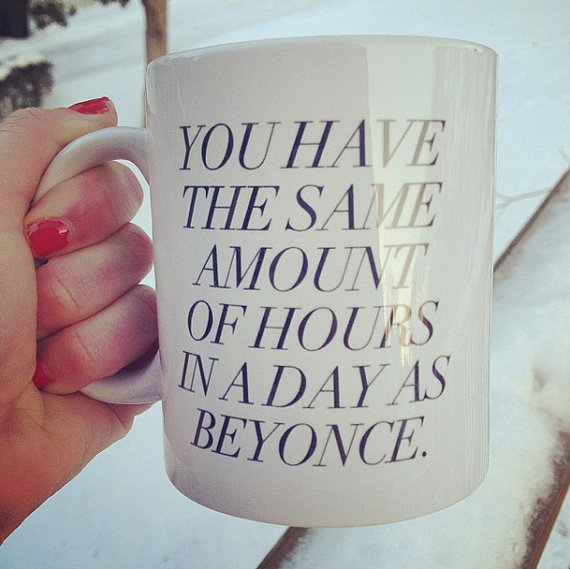 YOU HAVE
THE SAME
AMOUNT
OF HOURS
IN A DAY AS
BEYONCE.